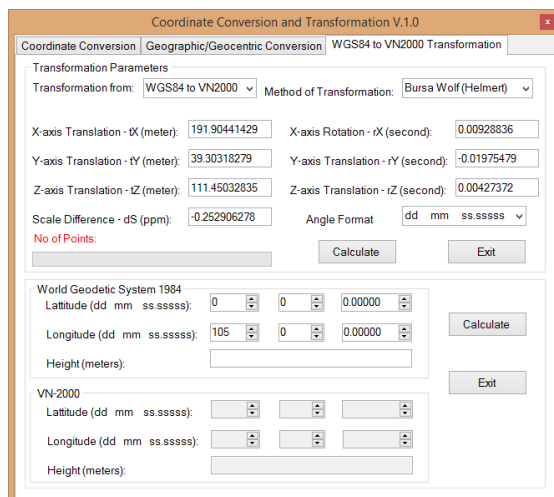 Coordinate Conversion and Transformation V.1.0 x
Coordinate Conversion Geographic/Geocentric Conversion WGS84 to VN2000 Transformation
Transformation Parameters
Transformation from: WGS84 to VN2000 Method of Transformation: Bursa Wolf (Helmert)
X-axis Translation - tX (meter): 191.90441429 X-axis Rotation - rX (second): 0.00928836
Y-axis Translation - tY (meter): 39.30318279 Y-axis Translation - rY (second): -0.01975479
Z-axis Translation - tZ (meter): 111.45032835 Z-axis Translation - rZ (second): 0.00427372
Scale Difference - dS (ppm): -0.252906278 Angle Format dd mm ss.sssss
No of Points:
Calculate Exit
World Geodetic System 1984
Lattitude (dd mm ss.sssss): 0 0 0.00000
Longitude (dd mm ss.sssss): 105 0 0.00000
Calculate
Height (meters):
Exit
VN-2000
Lattitude (dd mm ss.sssss):
Longitude (dd mm ss.sssss):
Height (meters):